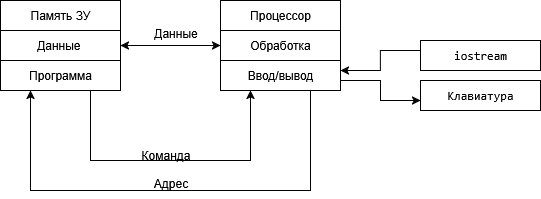 Память ЗУ
Данные
Программа
Данные
Процессор
Обработка
Ввод/вывод
iostream
Клавиатура
Команда
Адрес